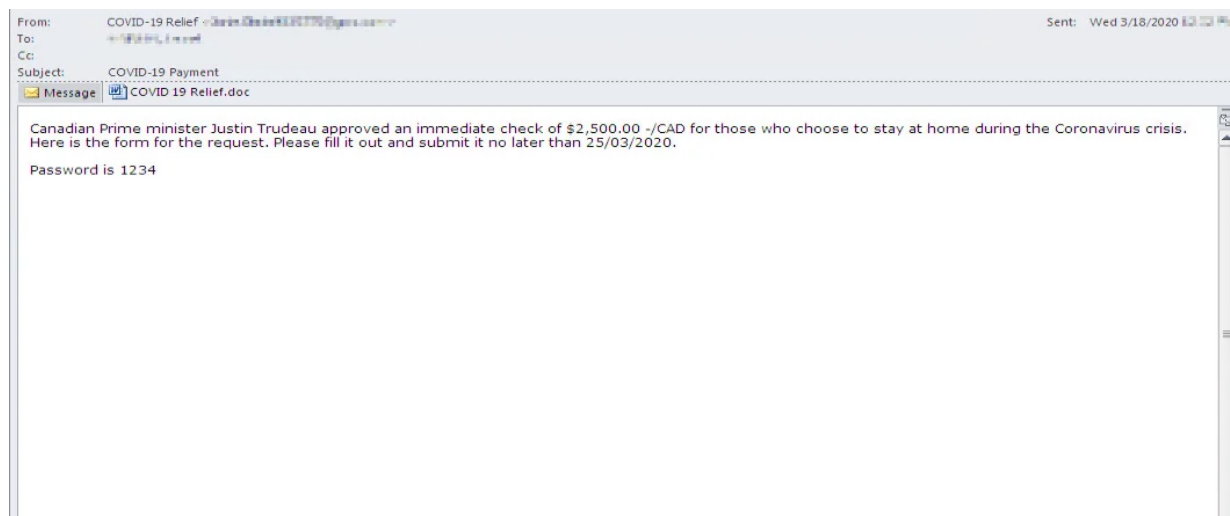 From: COVID-19 Relief Sent: Wed 3/18/2020
To:
Cc:
Subject: COVID-19 Payment
Message COVID 19 Relief.doc
Canadian Prime minister Justin Trudeau approved an immediate check of $2,500.00 -/CAD for those who choose to stay at home during the Coronavirus crisis.
Here is the form for the request. Please fill it out and submit it no later than 25/03/2020.
Password is 1234